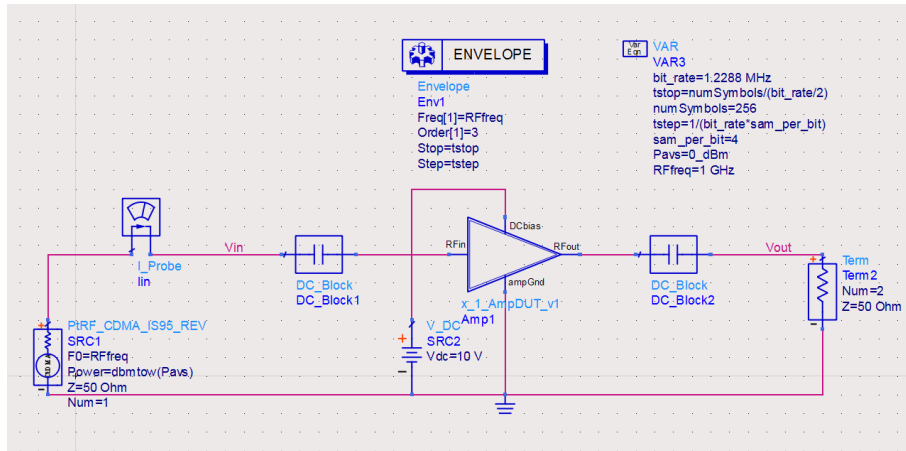 ENVELOPE
Envelope
Env1
Freq[1]=RFfreq
Order[1]=3
Stop=tstop
Step=tstep
Var
Eqn
VAR
VAR3
bit_rate=1.2288 MHz
tstop=numSymbols/(bit_rate/2)
numSymbols=256
tstep=1/(bit_rate*sam_per_bit)
sam_per_bit=4
Pavs=0_dBm
RFfreq=1 GHz
I_Probe
Iin
Vin
DC_Block
DC_Block1
RFin
DCbias
RFout
ampGnd
x_1_AmpDUT_v1
Amp1
DC_Block
DC_Block2
Vout
+
Term
Term2
Num=2
Z=50 Ohm
-
+
PtRF_CDMA_IS95_REV
SRC1
F0=RFfreq
Power=dbmtow(Pavs)
Z=50 Ohm
Num=1
CDMA
-
+
V_DC
SRC2
Vdc=10 V
-